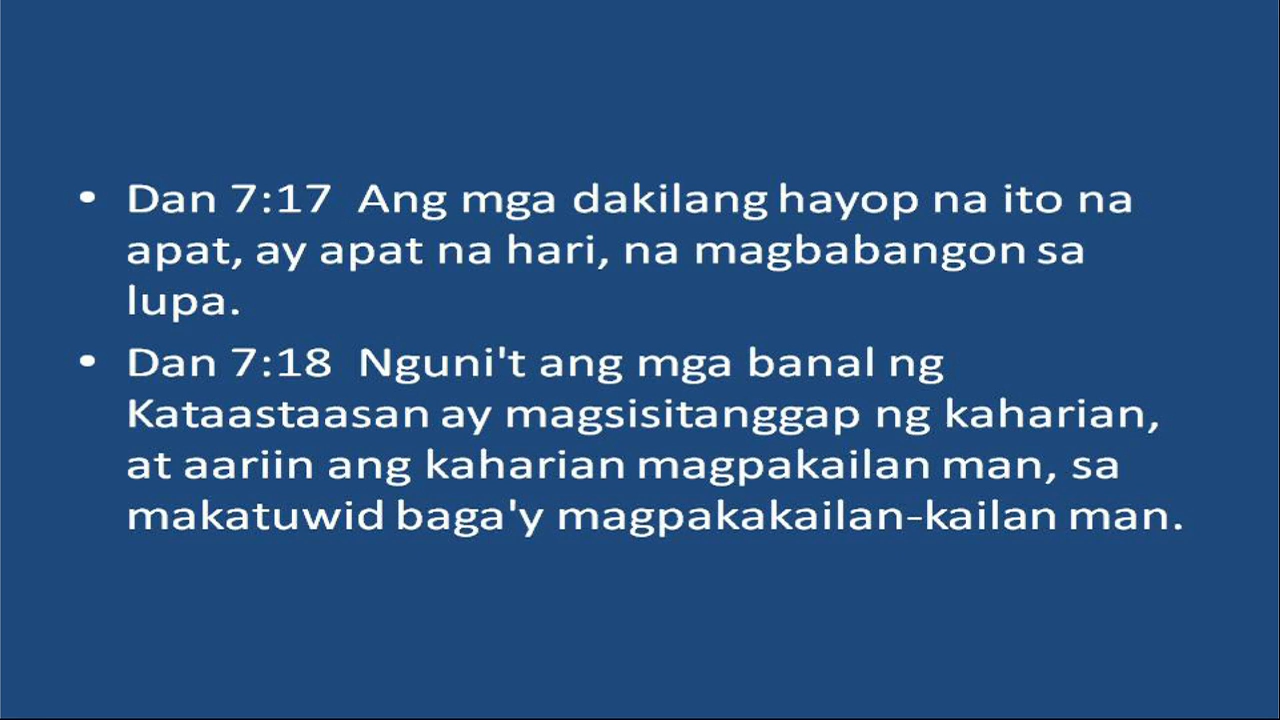 • Dan 7:17  Ang mga dakilang hayop na ito na
apat, ay apat na hari, na magbabangon sa
lupa.
• Dan 7:18  Nguni't ang mga banal ng
Kataastaasan ay magsisitanggap ng kaharian,
at aariin ang kaharian magpakailan man, sa
makatuwid baga'y magpakakailan-kailan man.